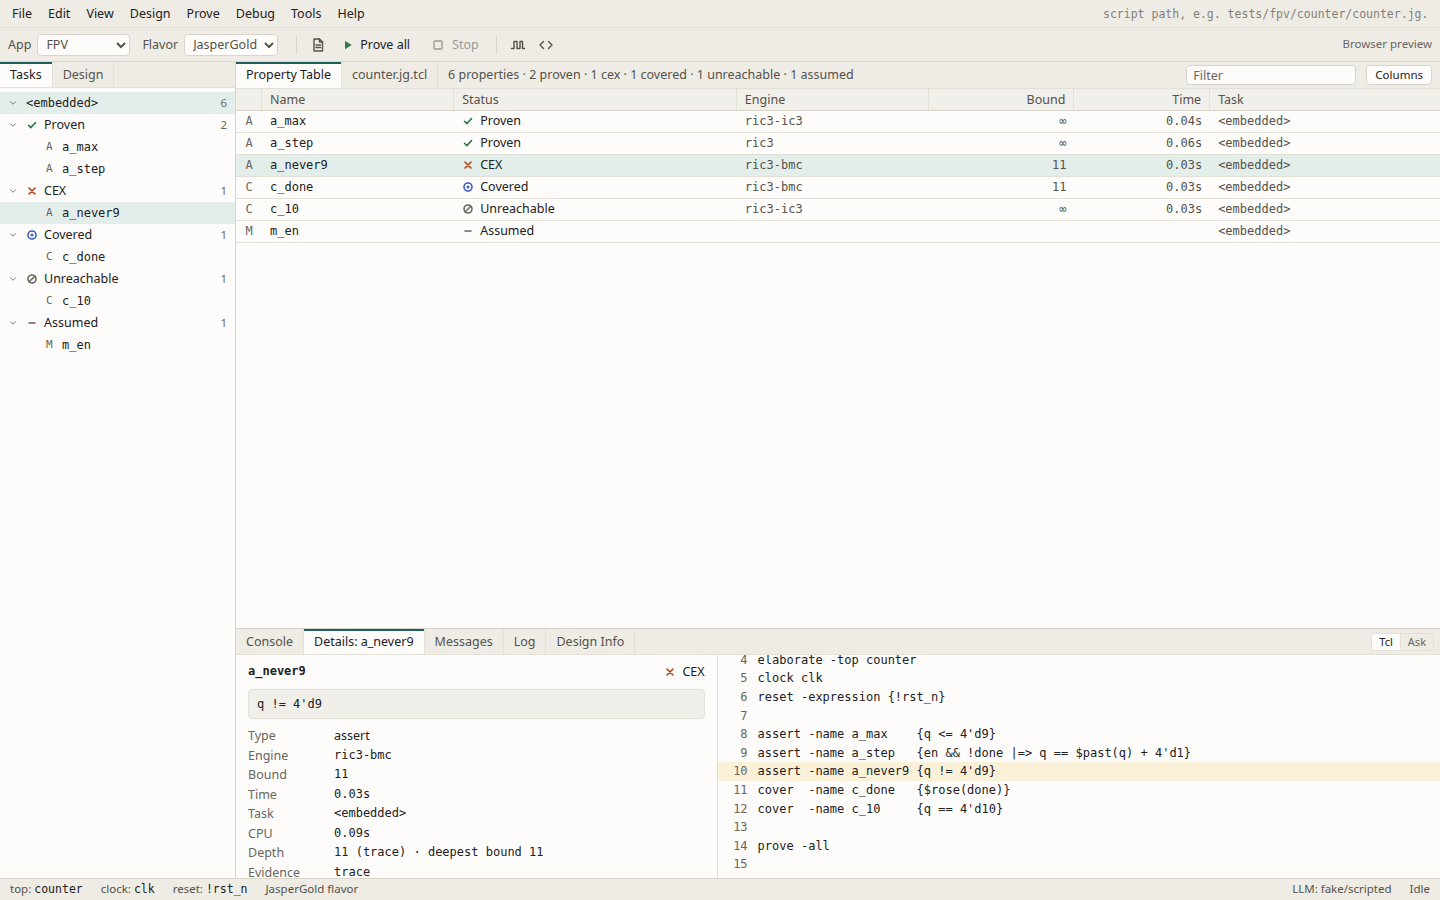 File Edit View Design Prove Debug Tools Help script path, e.g. tests/fpv/counter/counter.jg.
App FPV Flavor JasperGold Prove all Stop Browser preview
Tasks Design Property Table counter.jg.tcl 6 properties · 2 proven · 1 cex · 1 covered · 1 unreachable · 1 assumed Filter Columns
<embedded> 6
Proven 2
A a_max
A a_step
CEX 1
A a_never9
Covered 1
C c_done
Unreachable 1
C c_10
Assumed 1
M m_en
Name Status Engine Bound Time Task
A a_max Proven ric3-ic3 ∞ 0.04s <embedded>
A a_step Proven ric3 ∞ 0.06s <embedded>
A a_never9 CEX ric3-bmc 11 0.03s <embedded>
C c_done Covered ric3-bmc 11 0.03s <embedded>
C c_10 Unreachable ric3-ic3 ∞ 0.03s <embedded>
M m_en Assumed <embedded>
Console Details: a_never9 Messages Log Design Info Tcl Ask
a_never9 CEX
q != 4'd9
Type assert
Engine ric3-bmc
Bound 11
Time 0.03s
Task <embedded>
CPU 0.09s
Depth 11 (trace) · deepest bound 11
Evidence trace
4 elaborate -top counter
5 clock clk
6 reset -expression {!rst_n}
7
8 assert -name a_max {q <= 4'd9}
9 assert -name a_step {en && !done |=> q == $past(q) + 4'd1}
10 assert -name a_never9 {q != 4'd9}
11 cover -name c_done {$rose(done)}
12 cover -name c_10 {q == 4'd10}
13
14 prove -all
15
top: counter clock: clk reset: !rst_n JasperGold flavor LLM: fake/scripted Idle